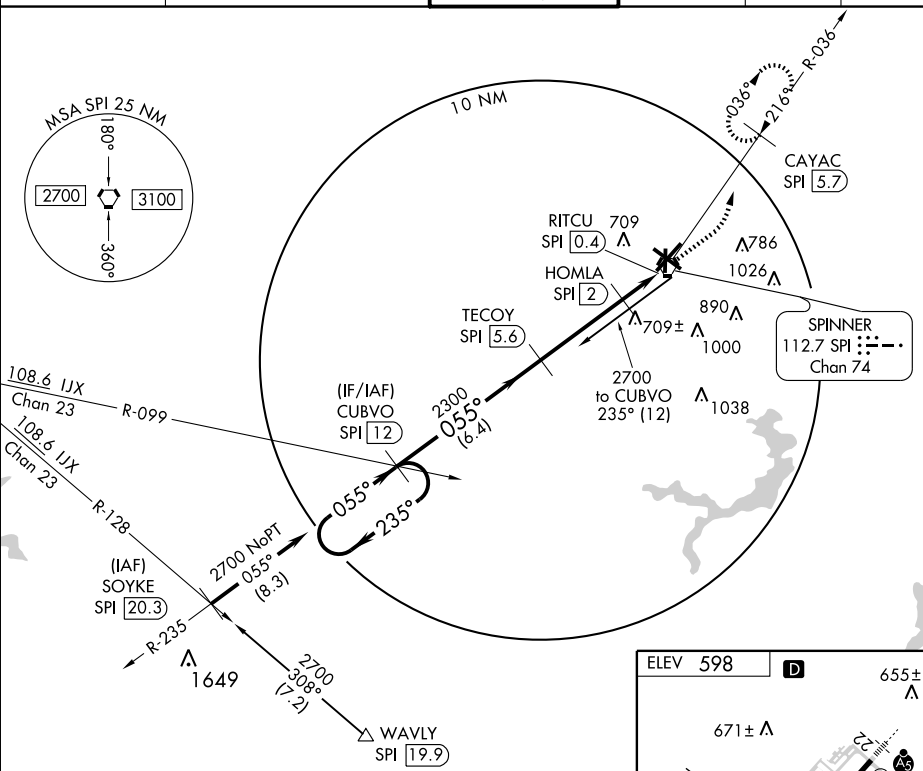 MSA SPI 25 NM
180°
2700
3100
360°
10 NM
R-036
036°
216°
CAYAC
SPI 5.7
RITCU
SPI 0.4
709
786
1026
HOMLA
SPI 2
890
709±
1000
TECOY
SPI 5.6
SPINNER
112.7 SPI
Chan 74
2700
to CUBVO
235° (12)
1038
108.6 IJX
Chan 23
R-099
(IF/IAF)
CUBVO
SPI 12
2300
055°
(6.4)
108.6 IJX
Chan 23
R-128
055°
235°
2700 NoPT
055°
(8.3)
(IAF)
SOYKE
SPI 20.3
R-235
1649
2700
308°
(7.2)
WAVLY
SPI 19.9
ELEV 598
D
655±
671±
22
A5